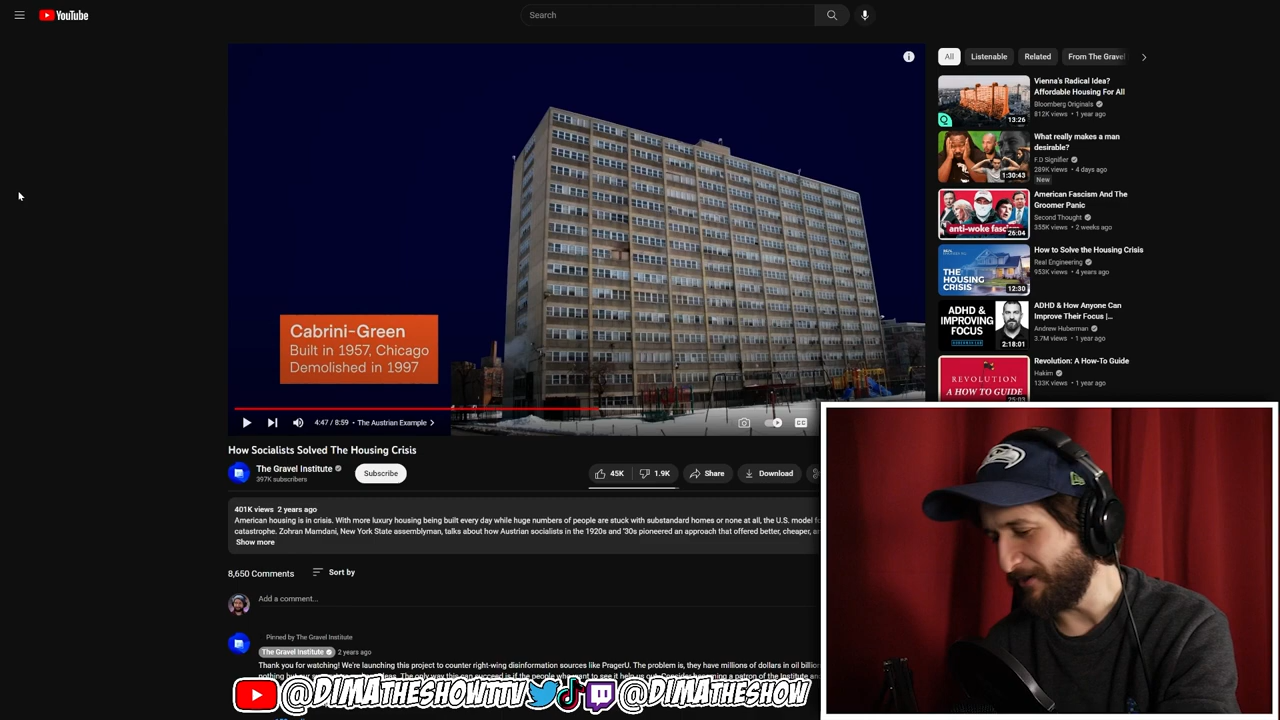 YouTube
Search
All
Listenable
Related
From The Gravel
Vienna's Radical Idea?
Affordable Housing For All
Bloomberg Originals
812K views • 1 year ago
13:26
What really makes a man
desirable?
F.D Signifier
289K views • 4 days ago
New
1:30:43
American Fascism And The
Groomer Panic
Second Thought
355K views • 2 weeks ago
anti-woke fasc
26:04
How to Solve the Housing Crisis
Real Engineering
953K views • 4 years ago
THE
HOUSING
CRISIS
12:30
ADHD & How Anyone Can
Improve Their Focus |...
Andrew Huberman
3.7M views • 1 year ago
ADHD &
IMPROVING
FOCUS
2:18:01
Revolution: A How-To Guide
Hakim
133K views • 1 year ago
REVOLUTION
A HOW TO GUIDE
25:03
Cabrini-Green
Built in 1957, Chicago
Demolished in 1997
4:47 / 8:59 • The Austrian Example
CC
How Socialists Solved The Housing Crisis
The Gravel Institute
397K subscribers
Subscribe
45K
1.9K
Share
Download
401K views 2 years ago
American housing is in crisis. With more luxury housing being built every day while huge numbers of people are stuck with substandard homes or none at all, the U.S. model fo
catastrophe. Zohran Mamdani, New York State assemblyman, talks about how Austrian socialists in the 1920s and '30s pioneered an approach that offered better, cheaper, an
Show more
8,650 Comments
Sort by
Add a comment...
Pinned by The Gravel Institute
The Gravel Institute
2 years ago
Thank you for watching! We're launching this project to counter right-wing disinformation sources like PragerU. The problem is, they have millions of dollars in oil billio
@DIMATHESHOWTTV
@DIMATHESHOW